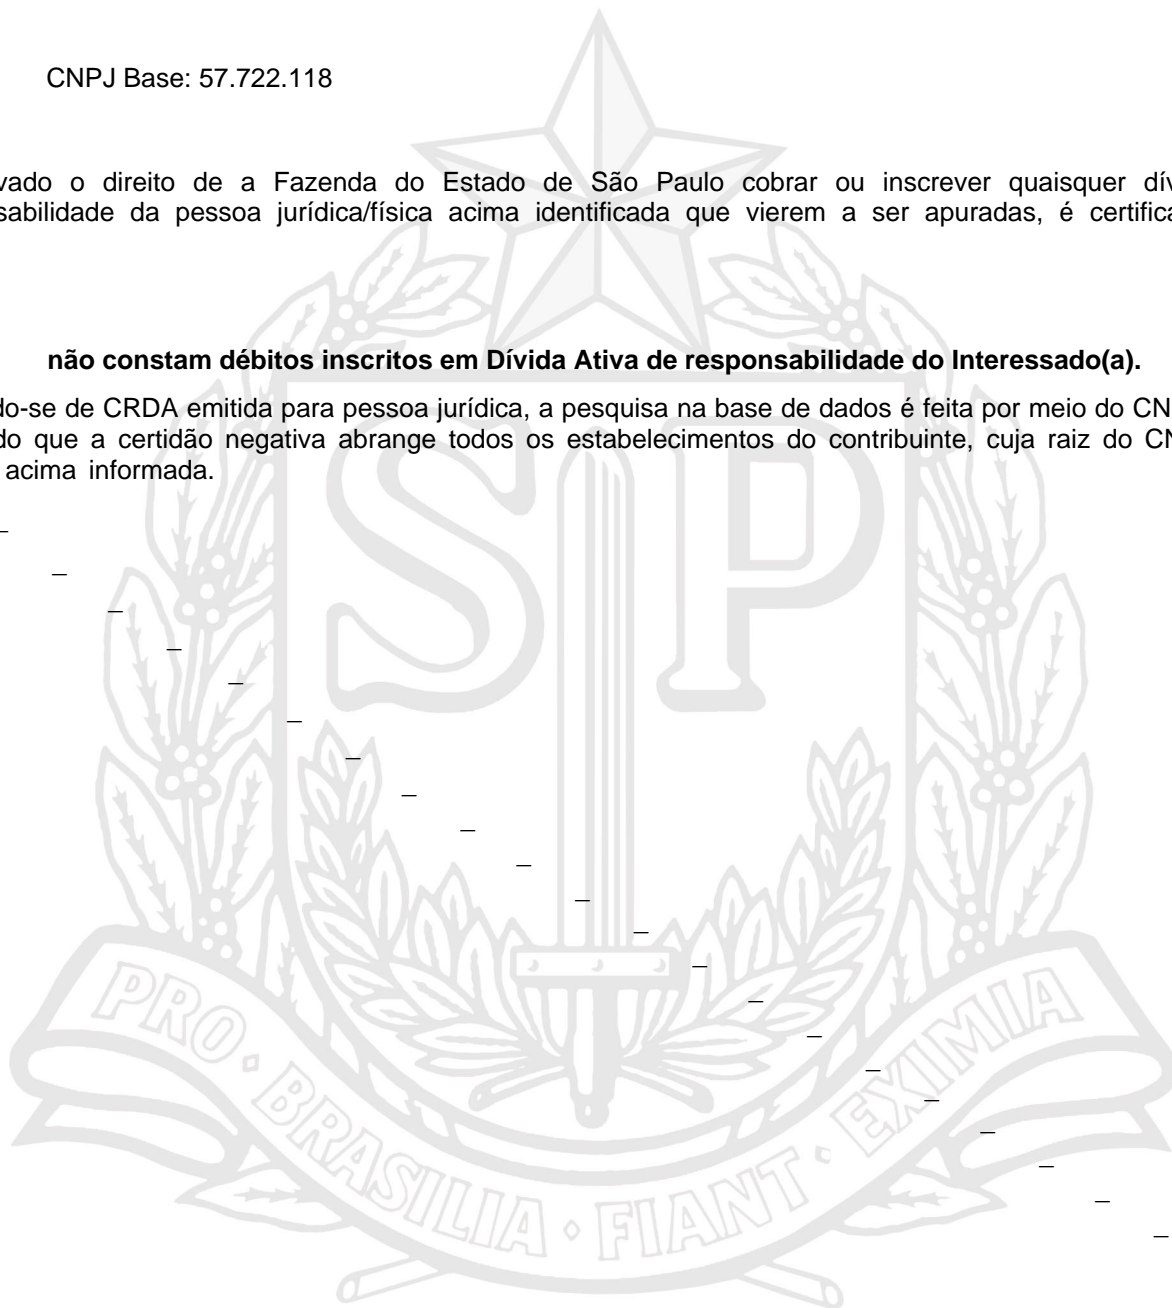 CNPJ Base: 57.722.118
vado o direito de a Fazenda do Estado de São Paulo cobrar ou inscrever quaisquer dív
sabilidade da pessoa jurídica/física acima identificada que vierem a ser apuradas, é certifica
não constam débitos inscritos em Dívida Ativa de responsabilidade do Interessado(a).
do-se de CRDA emitida para pessoa jurídica, a pesquisa na base de dados é feita por meio do CN
do que a certidão negativa abrange todos os estabelecimentos do contribuinte, cuja raiz do CN
acima informada.
SP
PRO • BRASILIA • FIANT • EXIMIA